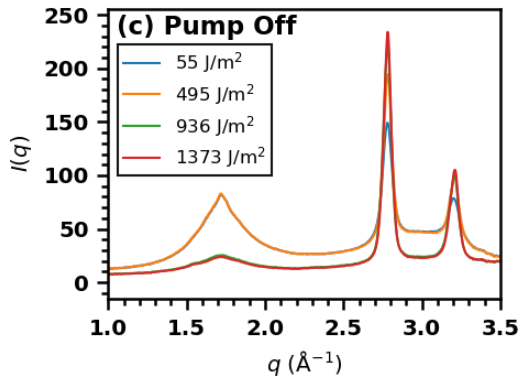 (c) Pump Off
55 J/m²
495 J/m²
936 J/m²
1373 J/m²
250
200
150
100
50
0
I(q)
1.0 1.5 2.0 2.5 3.0 3.5
q (Å⁻¹)